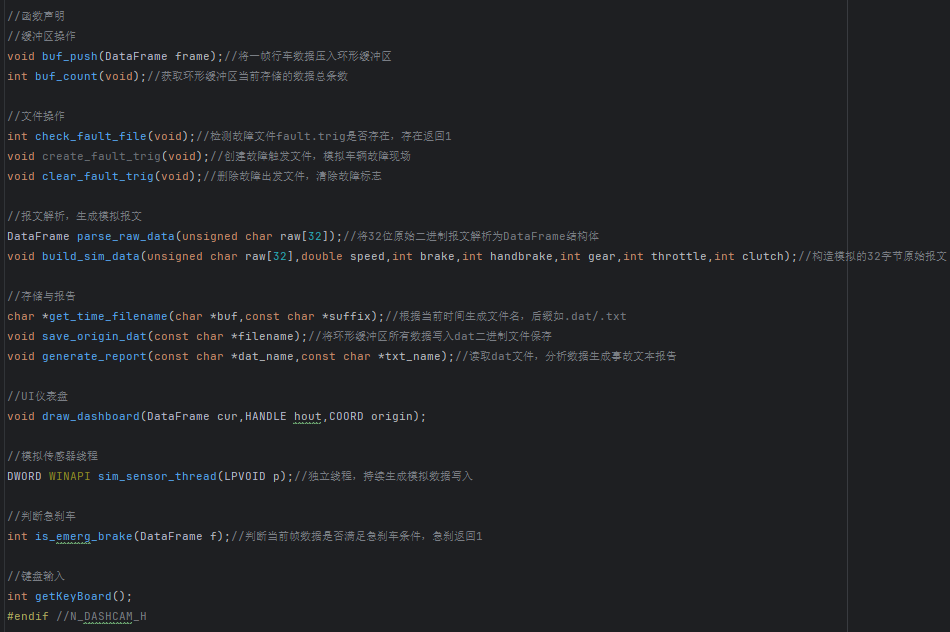 //函数声明
//缓冲区操作
void buf_push(DataFrame frame);//将一帧行车数据压入环形缓冲区
int buf_count(void);//获取环形缓冲区当前存储的数据总条数
//文件操作
int check_fault_file(void);//检测故障文件fault.trig是否存在，存在返回1
void create_fault_trig(void);//创建故障触发文件，模拟车辆故障现场
void clear_fault_trig(void);//删除故障出发文件，清除故障标志
//报文解析，生成模拟报文
DataFrame parse_raw_data(unsigned char raw[32]);//将32位原始二进制报文解析为DataFrame结构体
void build_sim_data(unsigned char raw[32],double speed,int brake,int handbrake,int gear,int throttle,int clutch);//构造模拟的32字节原始报文
//存储与报告
char *get_time_filename(char *buf,const char *suffix);//根据当前时间生成文件名，后缀如.dat/.txt
void save_origin_dat(const char *filename);//将环形缓冲区所有数据写入dat二进制文件保存
void generate_report(const char *dat_name,const char *txt_name);//读取dat文件，分析数据生成事故文本报告
//UI仪表盘
void draw_dashboard(DataFrame cur,HANDLE hout,COORD origin);
//模拟传感器线程
DWORD WINAPI sim_sensor_thread(LPVOID p);//独立线程，持续生成模拟数据写入
//判断急刹车
int is_emerg_brake(DataFrame f);//判断当前帧数据是否满足急刹车条件，急刹返回1
//键盘输入
int getKeyBoard();
#endif //N_DASHCAM_H